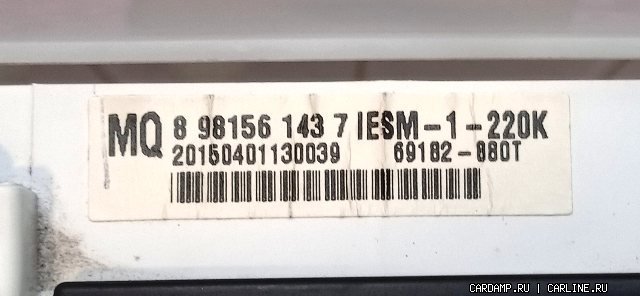 MQ 8 98156 143 7 IESM-1-220K
20150401130039 69182-880T
CARDAMP.RU | CARLINE.RU